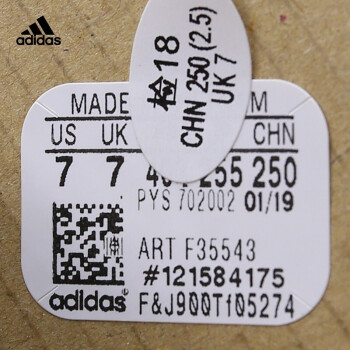 adidas
检18
CHN 250 (2.5)
UK 7
MADE M
US UK CHN
7 7 255 250
PYS 702002 01/19
ART F35543
#121584175
adidas F&J900T105274